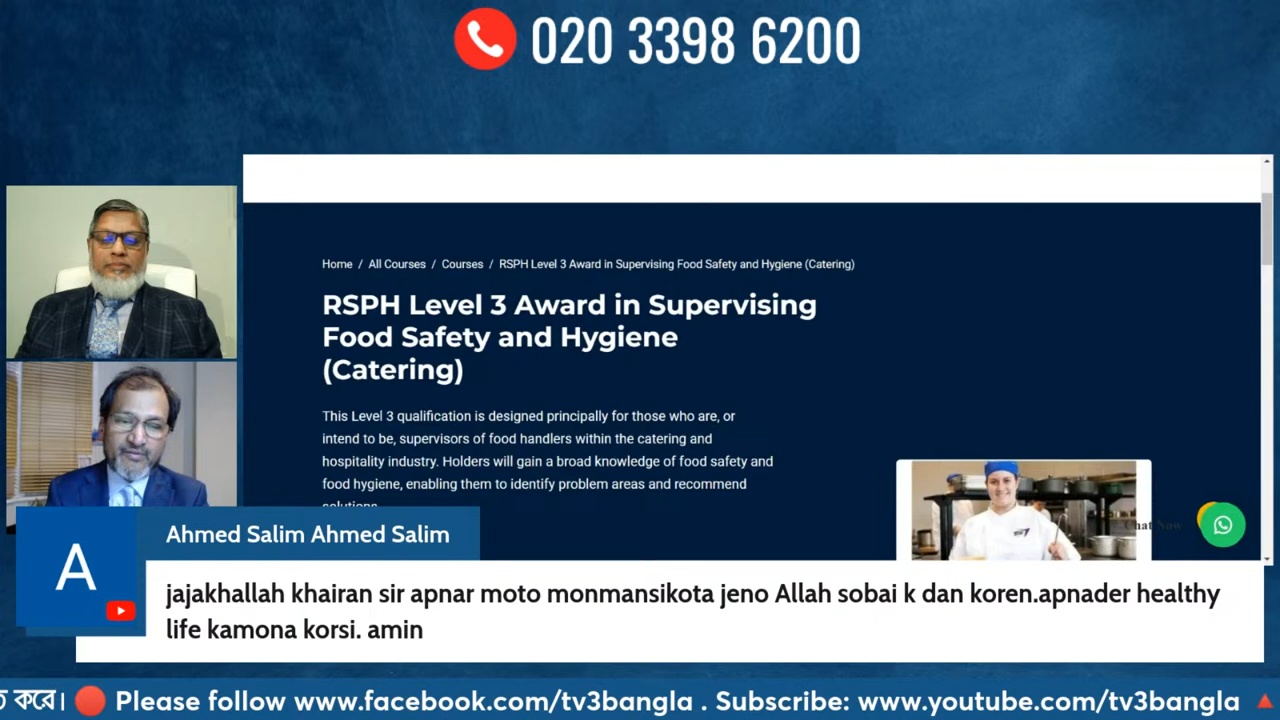 020 3398 6200
Home / All Courses / Courses / RSPH Level 3 Award in Supervising Food Safety and Hygiene (Catering)
RSPH Level 3 Award in Supervising
Food Safety and Hygiene
(Catering)
This Level 3 qualification is designed principally for those who are, or
intend to be, supervisors of food handlers within the catering and
hospitality industry. Holders will gain a broad knowledge of food safety and
food hygiene, enabling them to identify problem areas and recommend
solutions.
Chat Now
Ahmed Salim Ahmed Salim
A
jajakhallah khairan sir apnar moto monmansikota jeno Allah sobai k dan koren.apnader healthy
life kamona korsi. amin
করে। 🔴 Please follow www.facebook.com/tv3bangla . Subscribe: www.youtube.com/tv3bangla